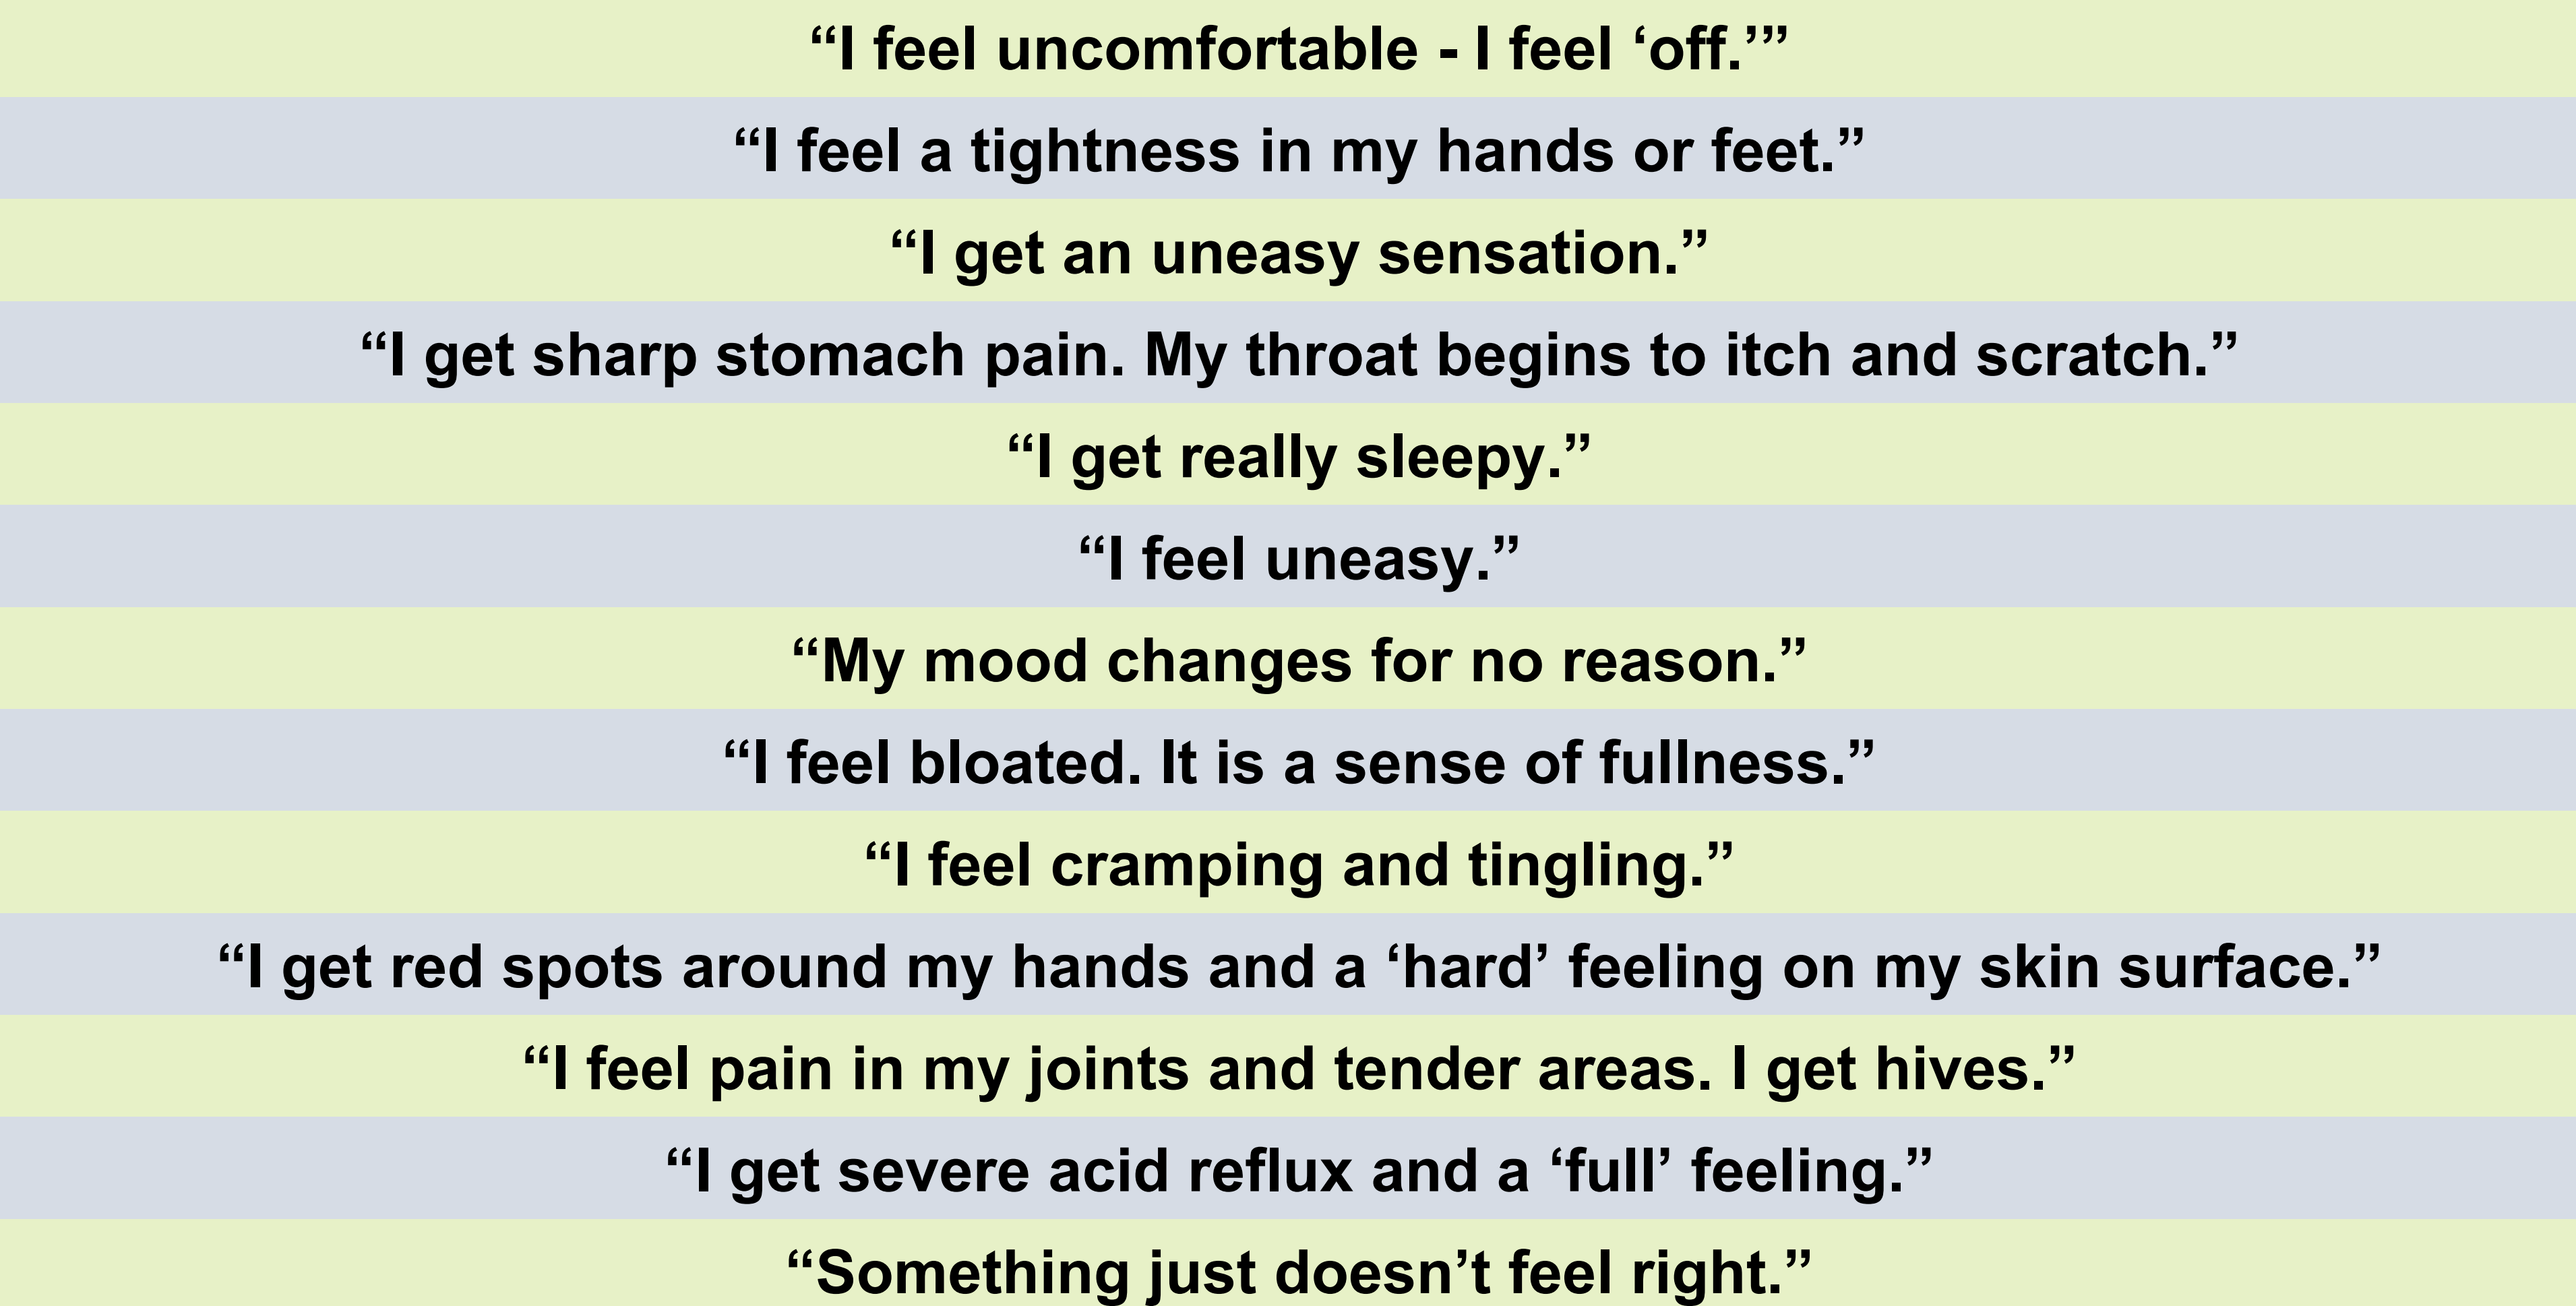 “I feel uncomfortable - I feel ‘off.’”
“I feel a tightness in my hands or feet.”
“I get an uneasy sensation.”
“I get sharp stomach pain. My throat begins to itch and scratch.”
“I get really sleepy.”
“I feel uneasy.”
“My mood changes for no reason.”
“I feel bloated. It is a sense of fullness.”
“I feel cramping and tingling.”
“I get red spots around my hands and a ‘hard’ feeling on my skin surface.”
“I feel pain in my joints and tender areas. I get hives.”
“I get severe acid reflux and a ‘full’ feeling.”
“Something just doesn’t feel right.”